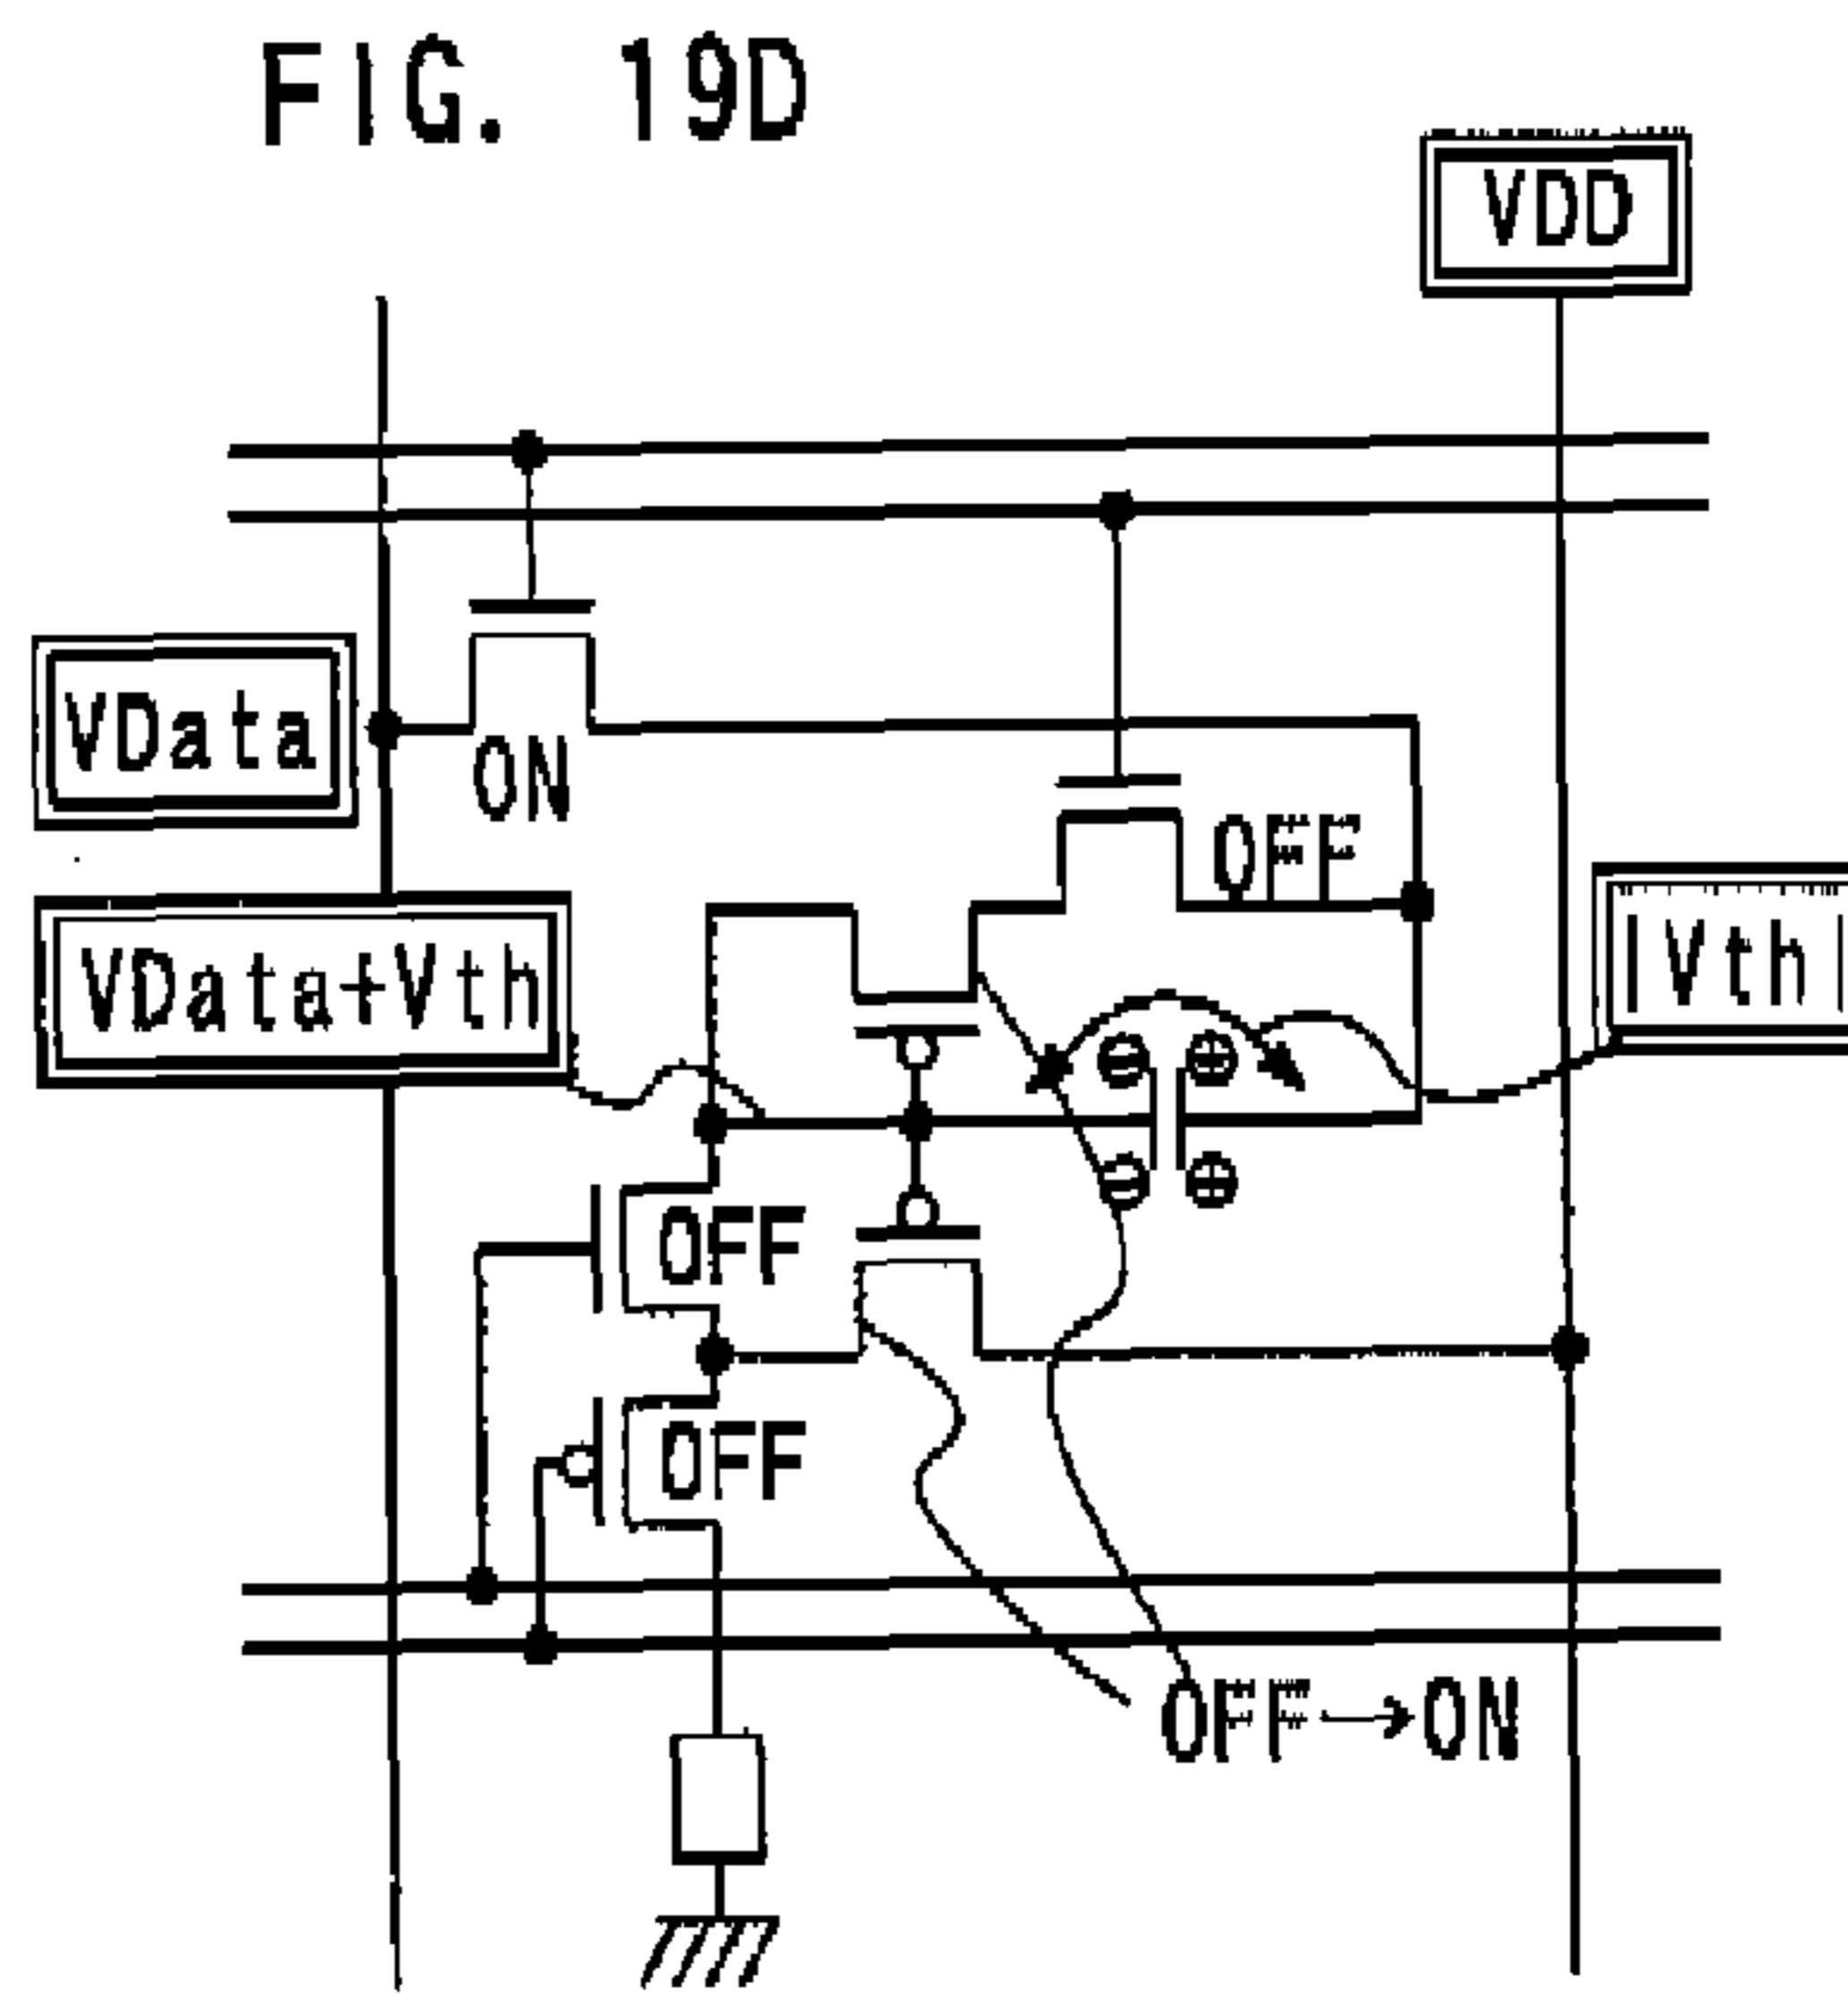 FIG. 19D
VDD
VData
ON
OFF
VData+Vth
|Vth|
OFF
OFF
OFF→ON